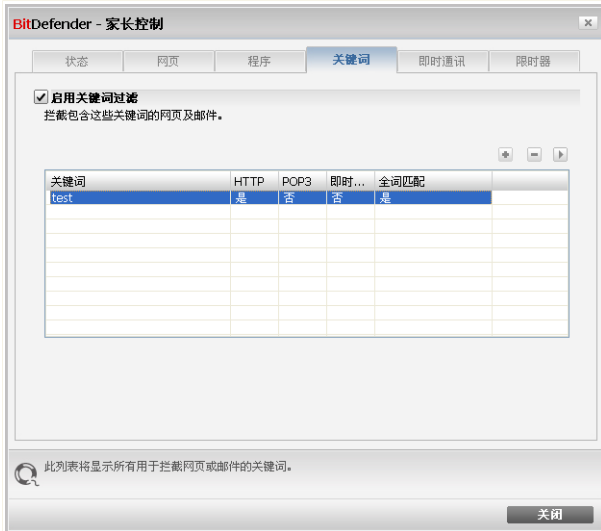 BitDefender - 家长控制
状态 网页 程序 关键词 即时通讯 限时器
启用关键词过滤
拦截包含这些关键词的网页及邮件。
关键词 HTTP POP3 即时... 全词匹配
test 是 否 否 是
此列表将显示所有用于拦截网页或邮件的关键词。
关闭